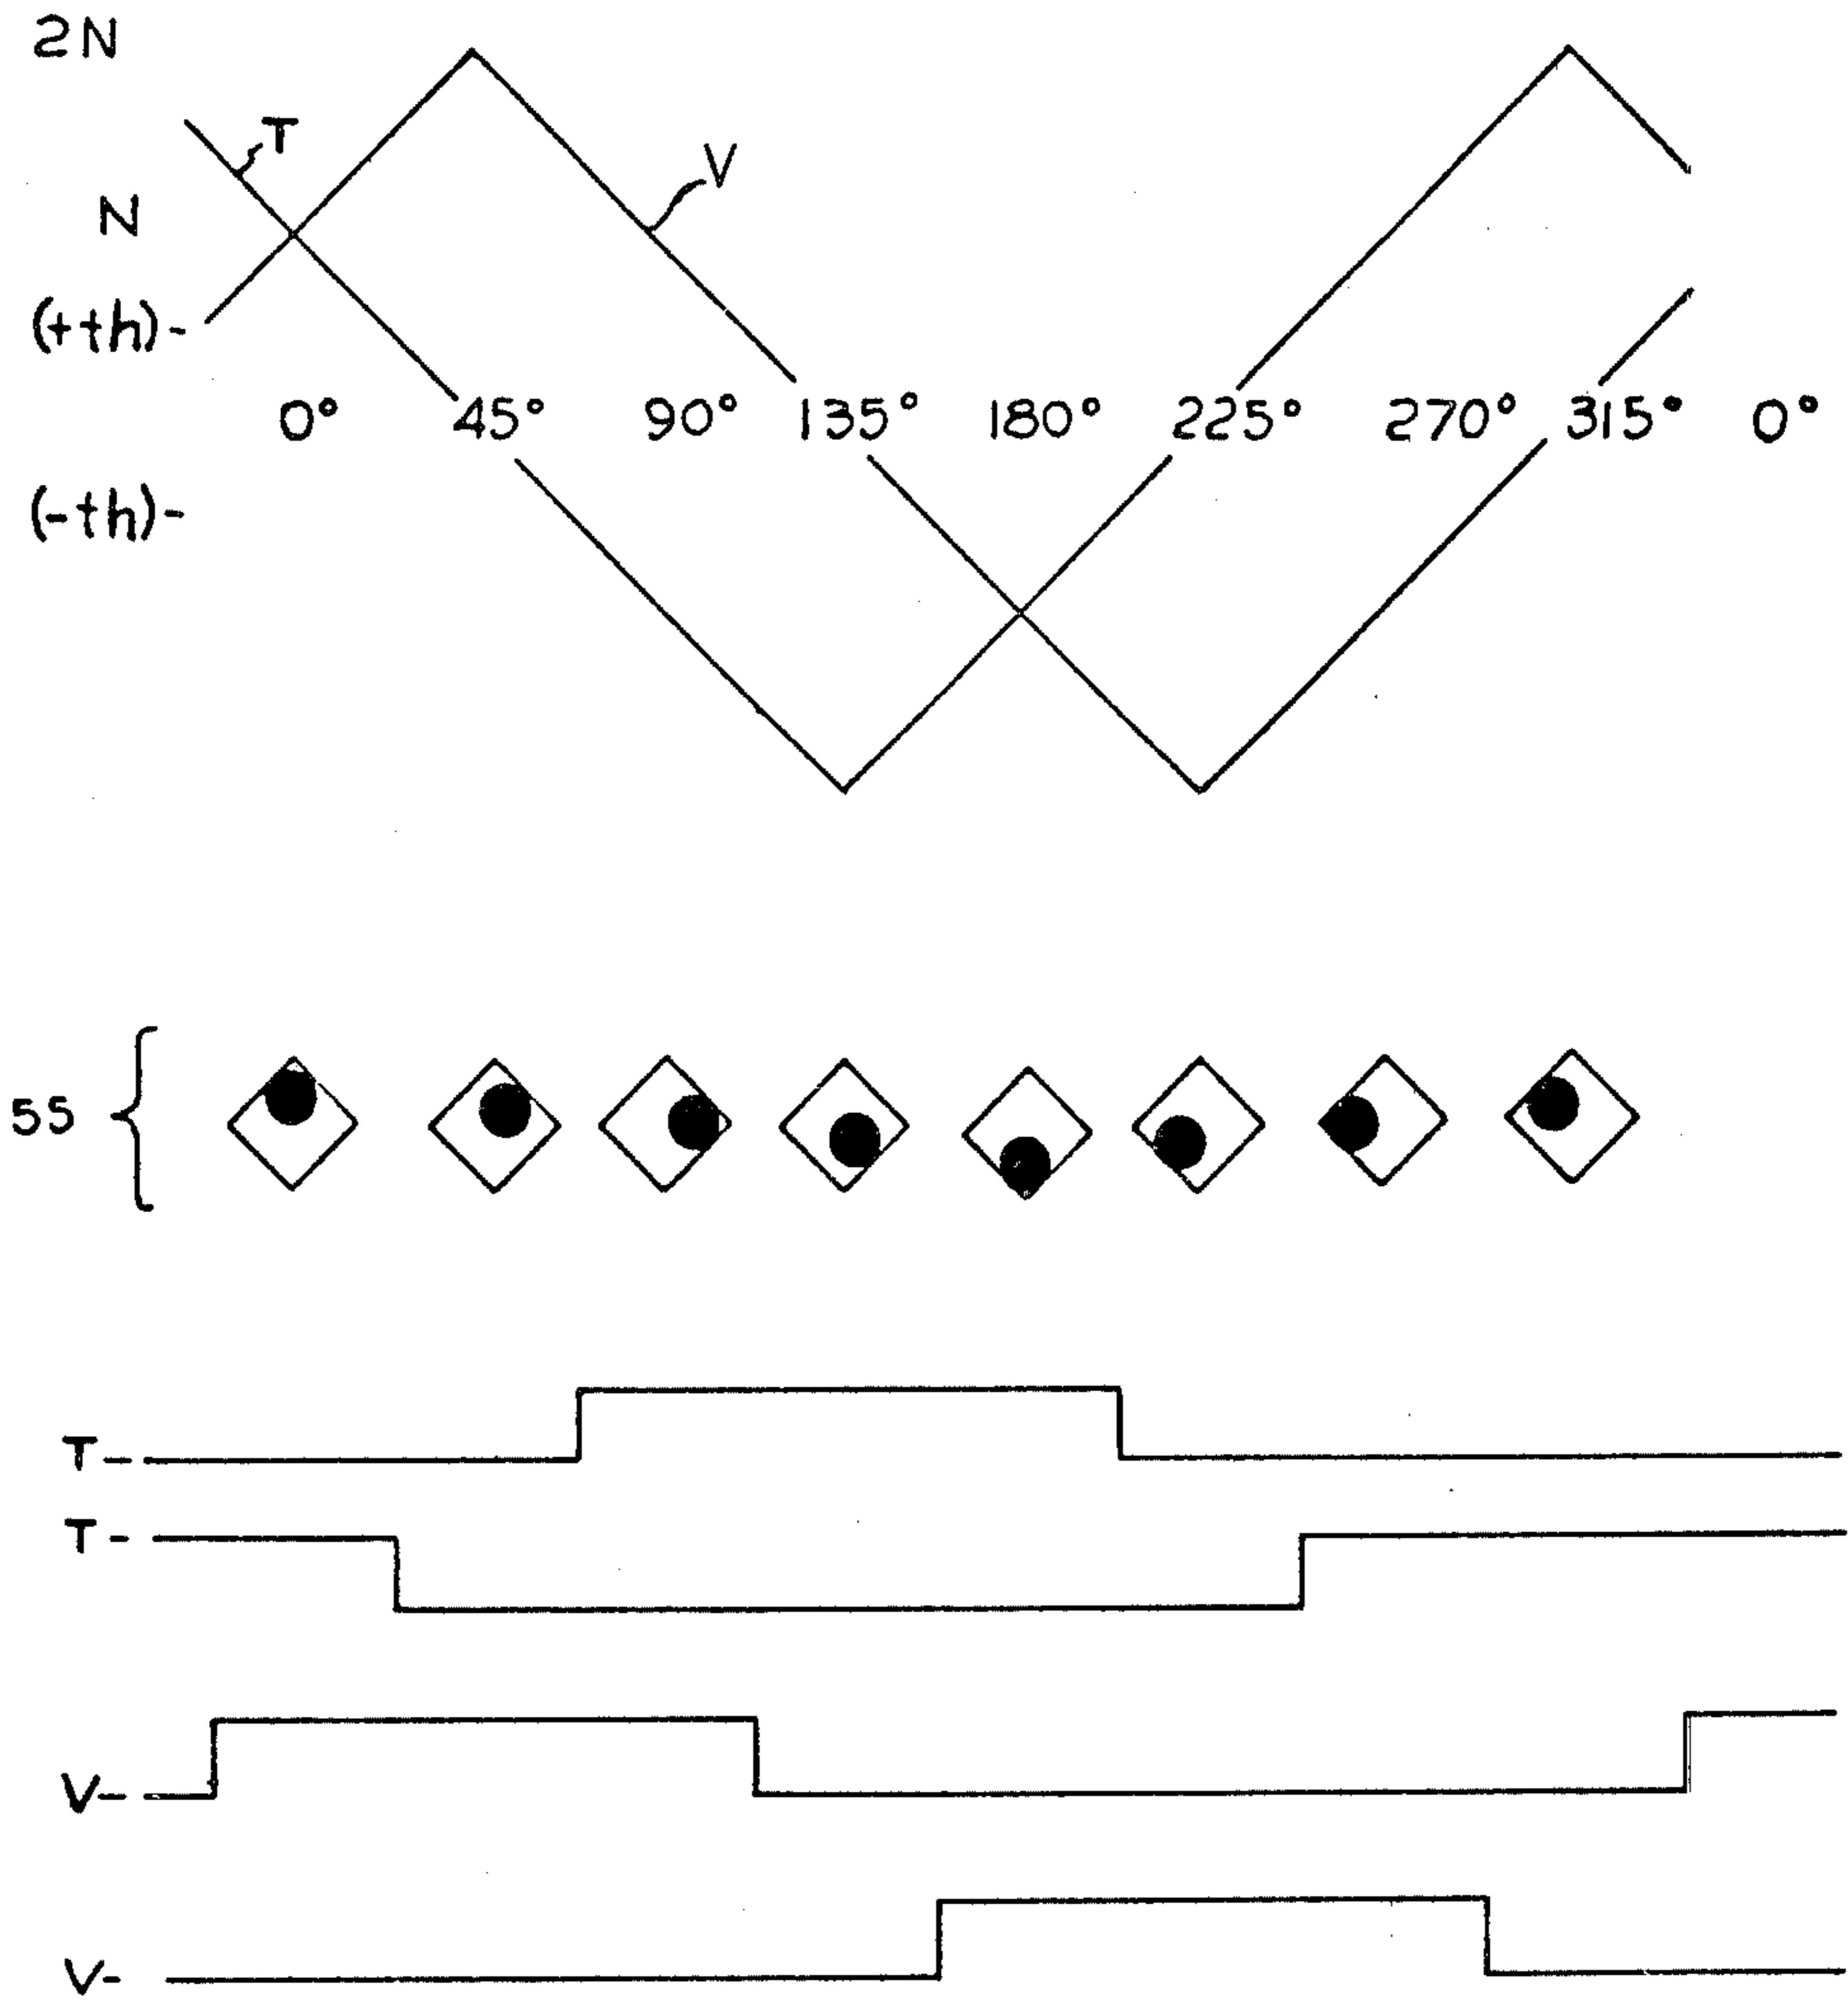 2N
T
V
N
(+th)-
0° 45° 90° 135° 180° 225° 270° 315° 0°
(-th)-
55
T-
T-
V-
V-